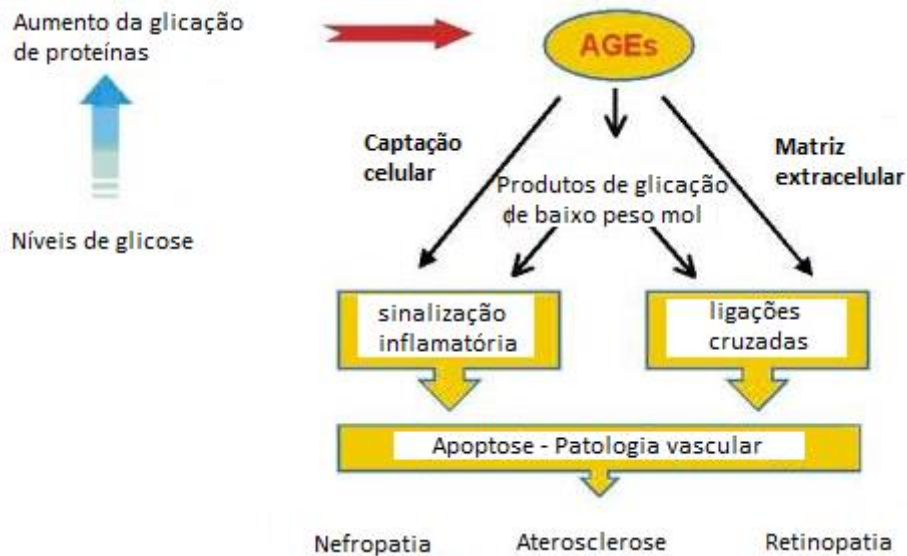 Aumento da glicação
de proteínas
AGEs
Captação
celular
Matriz
extracelular
Produtos de glicação
de baixo peso mol
Níveis de glicose
sinalização
inflamatória
ligações
cruzadas
Apoptose - Patologia vascular
Nefropatia
Aterosclerose
Retinopatia